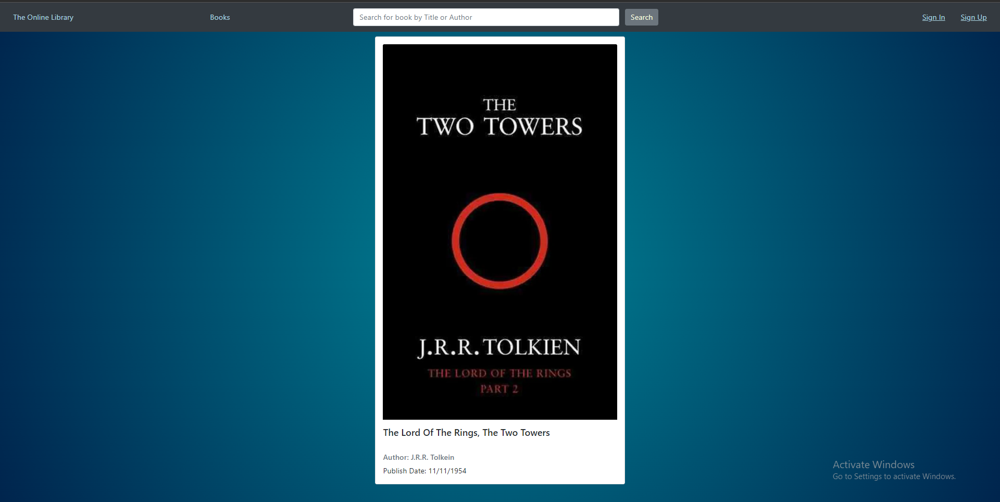 The Online Library Books Search for book by Title or Author Search Sign In Sign Up
THE
TWO TOWERS
J.R.R. TOLKIEN
THE LORD OF THE RINGS
PART 2
The Lord Of The Rings, The Two Towers
Author: J.R.R. Tolkein
Publish Date: 11/11/1954
Activate Windows
Go to Settings to activate Windows.